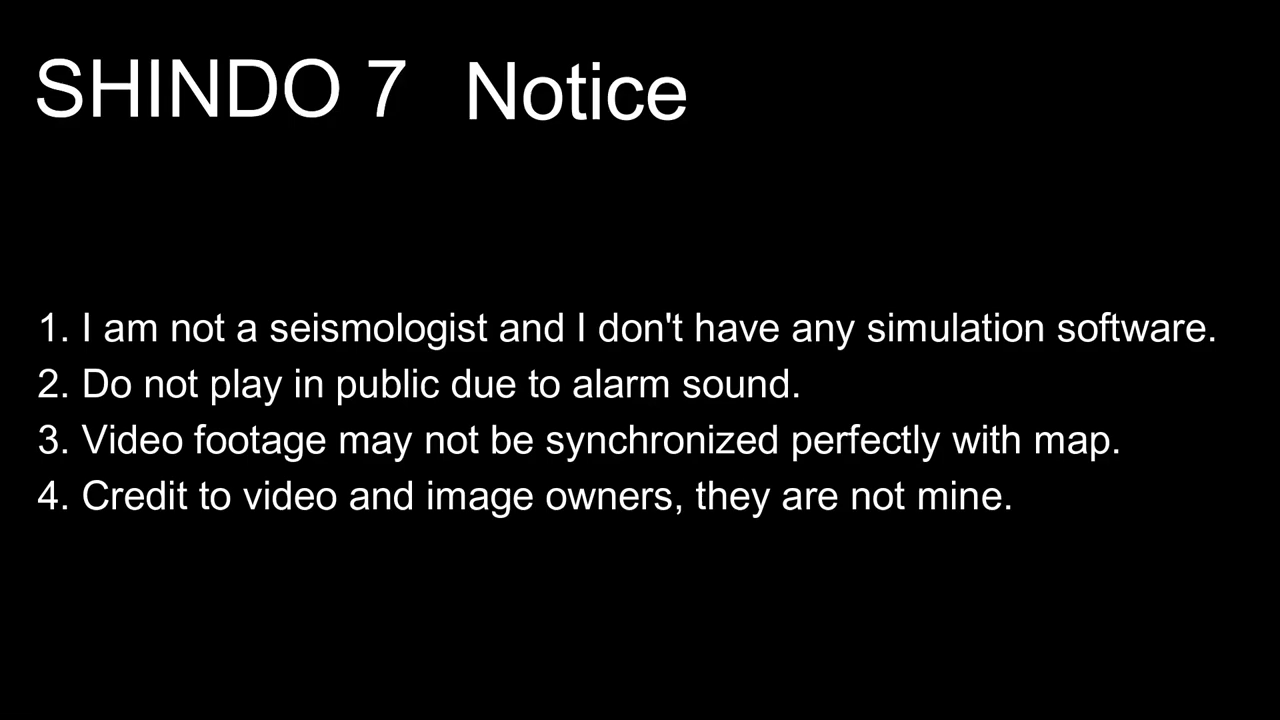 SHINDO 7 Notice
1. I am not a seismologist and I don't have any simulation software.
2. Do not play in public due to alarm sound.
3. Video footage may not be synchronized perfectly with map.
4. Credit to video and image owners, they are not mine.